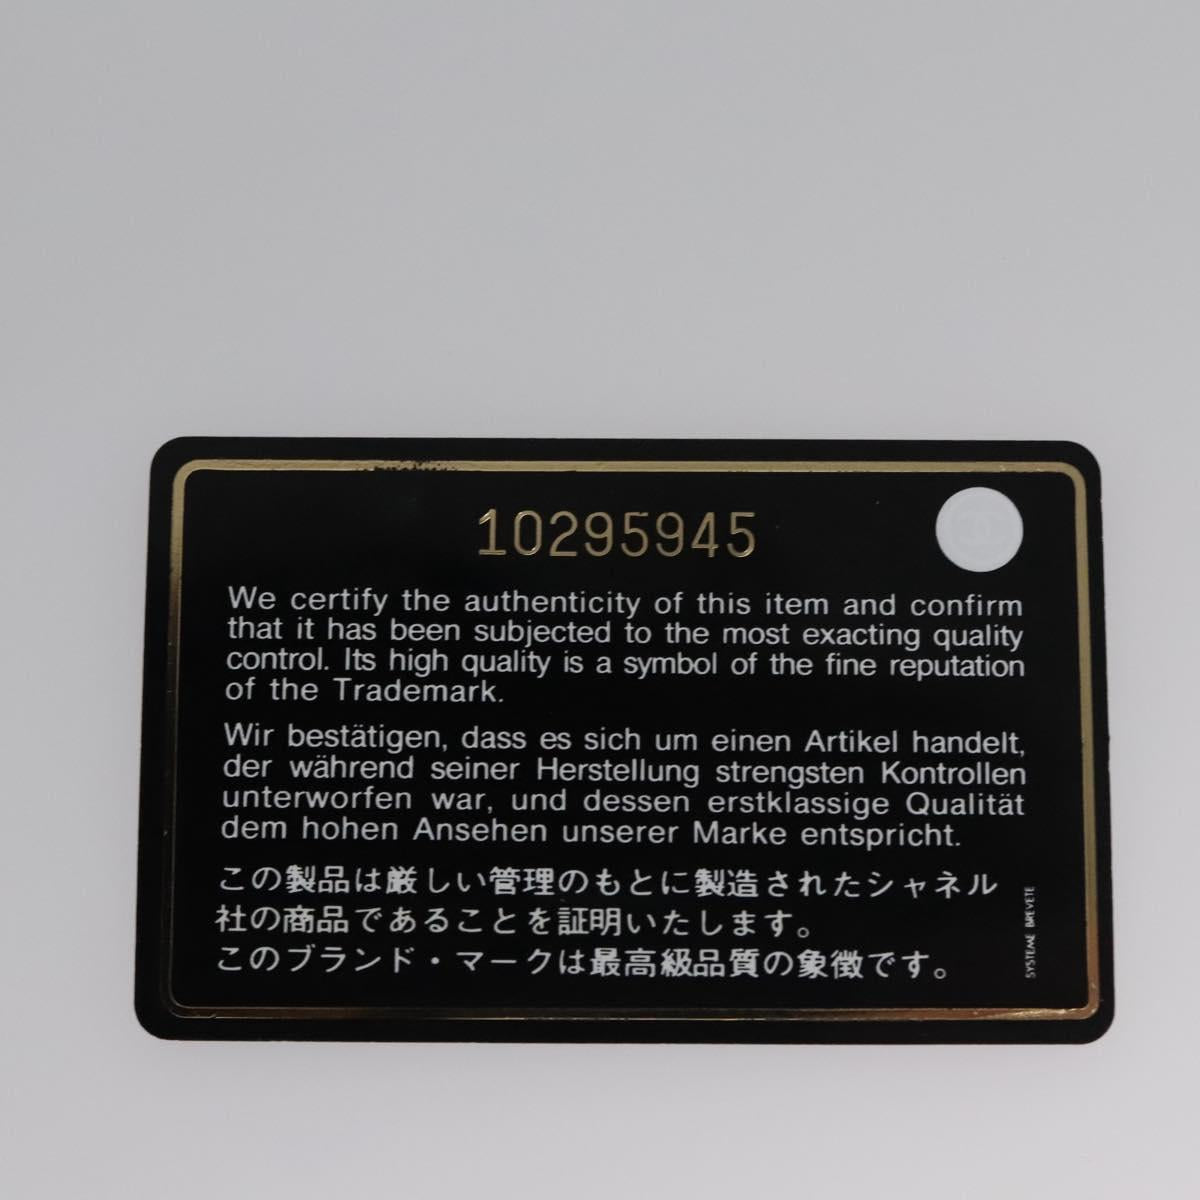 10295945
We certify the authenticity of this item and confirm
that it has been subjected to the most exacting quality
control. Its high quality is a symbol of the fine reputation
of the Trademark.
Wir bestätigen, dass es sich um einen Artikel handelt,
der während seiner Herstellung strengsten Kontrollen
unterworfen war, und dessen erstklassige Qualität
dem hohen Ansehen unserer Marke entspricht.
この製品は厳しい管理のもとに製造されたシャネル
社の商品であることを証明いたします。
このブランド・マークは最高級品質の象徴です。
SYSTEME BREVETE